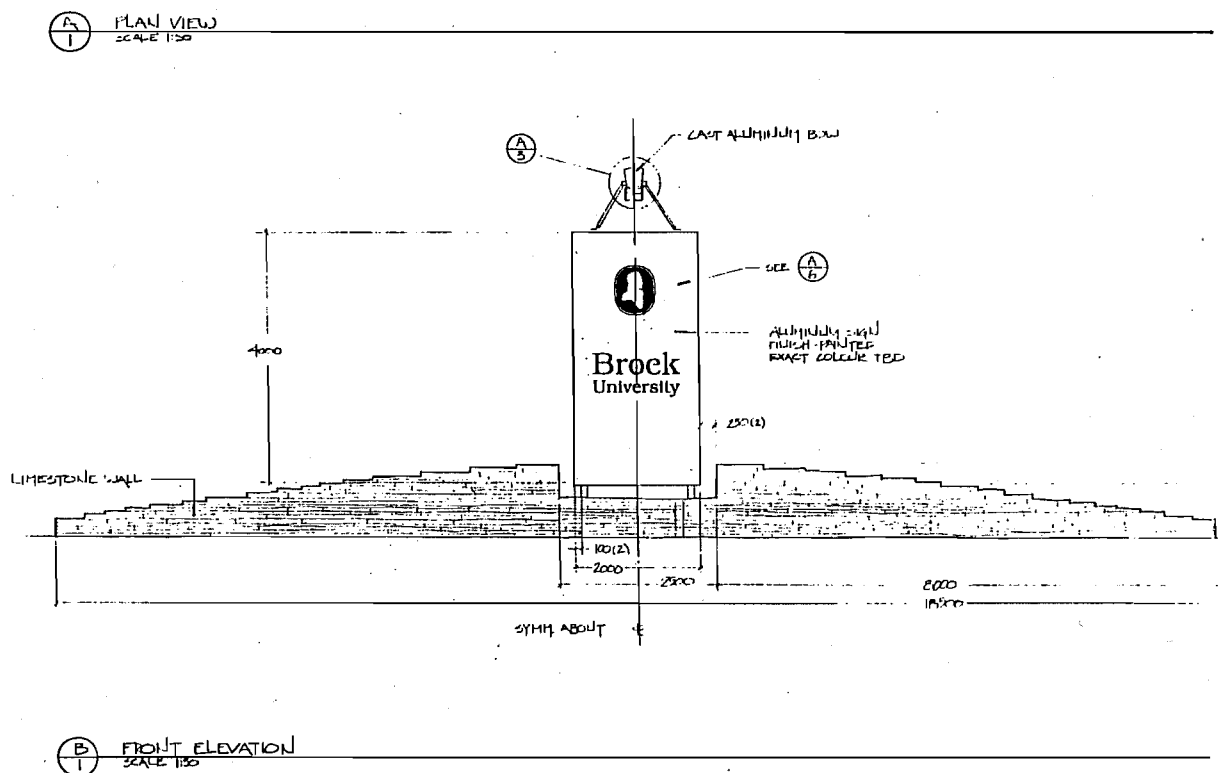 A
1
PLAN VIEW
SCALE 1:50
CAST ALUMINUM BOW
A
3
SEE A
6
4000
ALUMINUM SIGN
FINISH-PAINTED
EXACT COLOUR TBD
Brock
University
250(2)
LIMESTONE WALL
100(2)
2000
2500
8000
18500
SYMM. ABOUT
B
1
FRONT ELEVATION
SCALE 1:50